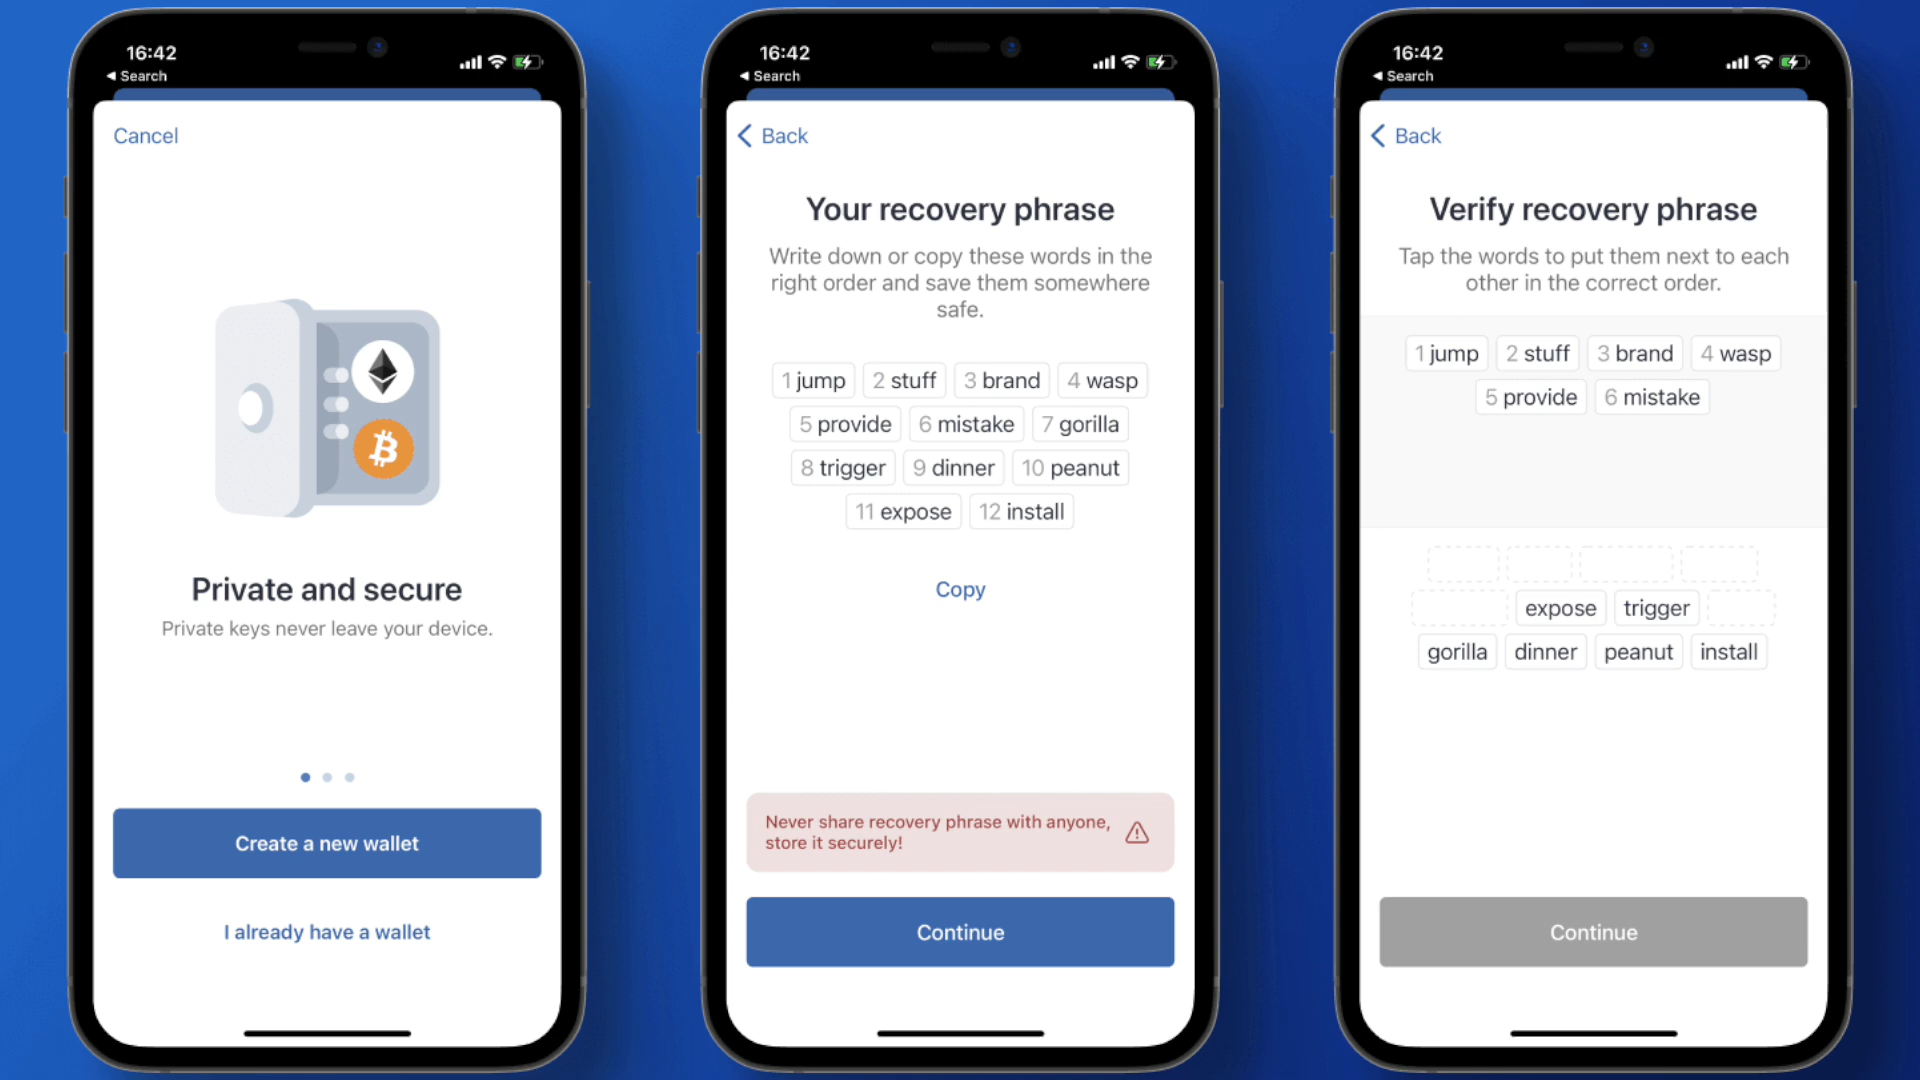 16:42
Search
Cancel
Private and secure
Private keys never leave your device.
Create a new wallet
I already have a wallet
16:42
Search
Back
Your recovery phrase
Write down or copy these words in the
right order and save them somewhere
safe.
1 jump 2 stuff 3 brand 4 wasp
5 provide 6 mistake 7 gorilla
8 trigger 9 dinner 10 peanut
11 expose 12 install
Copy
Never share recovery phrase with anyone,
store it securely!
Continue
16:42
Search
Back
Verify recovery phrase
Tap the words to put them next to each
other in the correct order.
1 jump 2 stuff 3 brand 4 wasp
5 provide 6 mistake
expose trigger
gorilla dinner peanut install
Continue